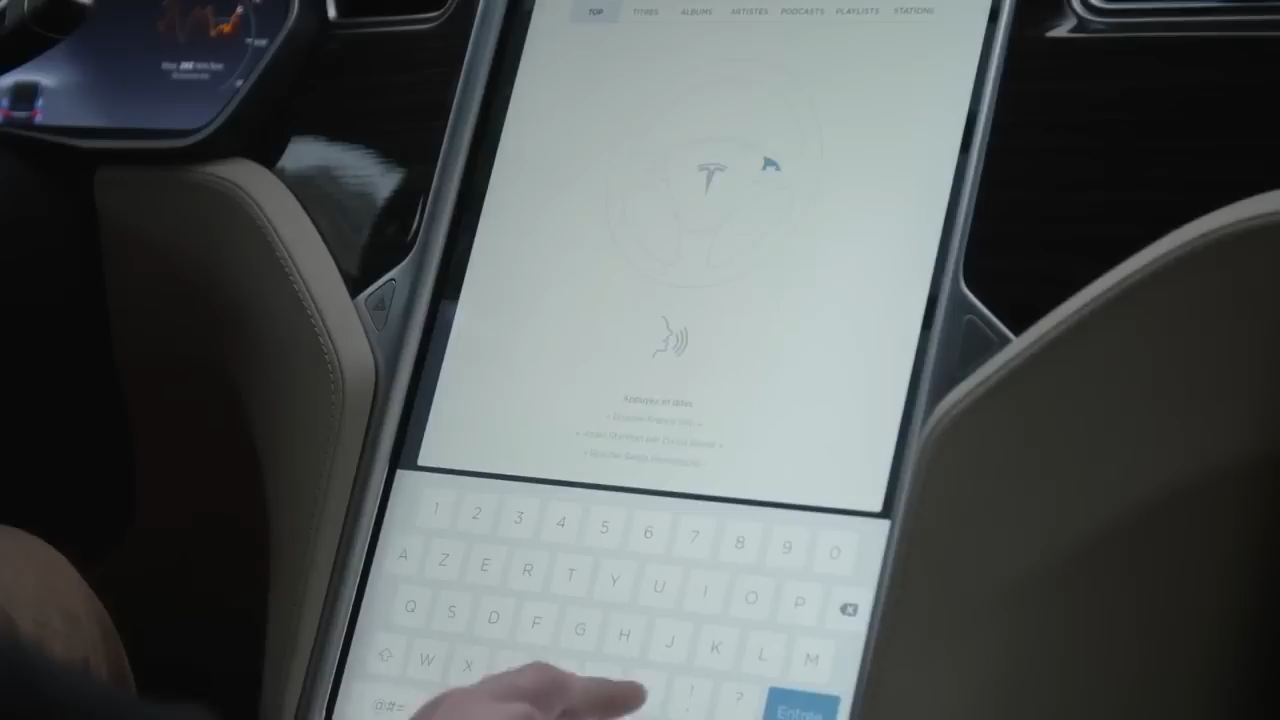 TOP TITRES ALBUMS ARTISTES PODCASTS PLAYLISTS STATIONS
Appuyez et dites
1 2 3 4 5 6 7 8 9 0
A Z E R T Y U I O P
Q S D F G H J K L M
W X
@#= ! ? Entrée